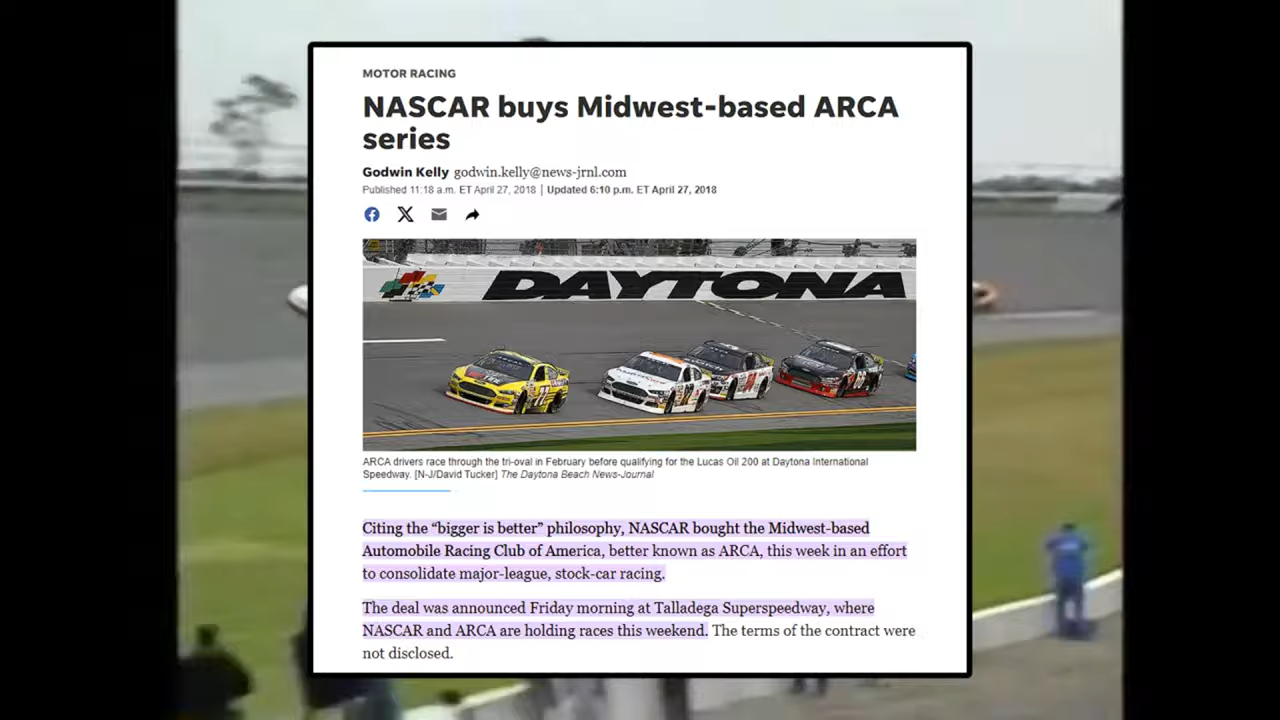 MOTOR RACING
NASCAR buys Midwest-based ARCA
series
Godwin Kelly godwin.kelly@news-jrnl.com
Published 11:18 a.m. ET April 27, 2018 | Updated 6:10 p.m. ET April 27, 2018
DAYTONA
ARCA drivers race through the tri-oval in February before qualifying for the Lucas Oil 200 at Daytona International
Speedway. [N-J/David Tucker] The Daytona Beach News-Journal
Citing the “bigger is better” philosophy, NASCAR bought the Midwest-based
Automobile Racing Club of America, better known as ARCA, this week in an effort
to consolidate major-league, stock-car racing.
The deal was announced Friday morning at Talladega Superspeedway, where
NASCAR and ARCA are holding races this weekend. The terms of the contract were
not disclosed.